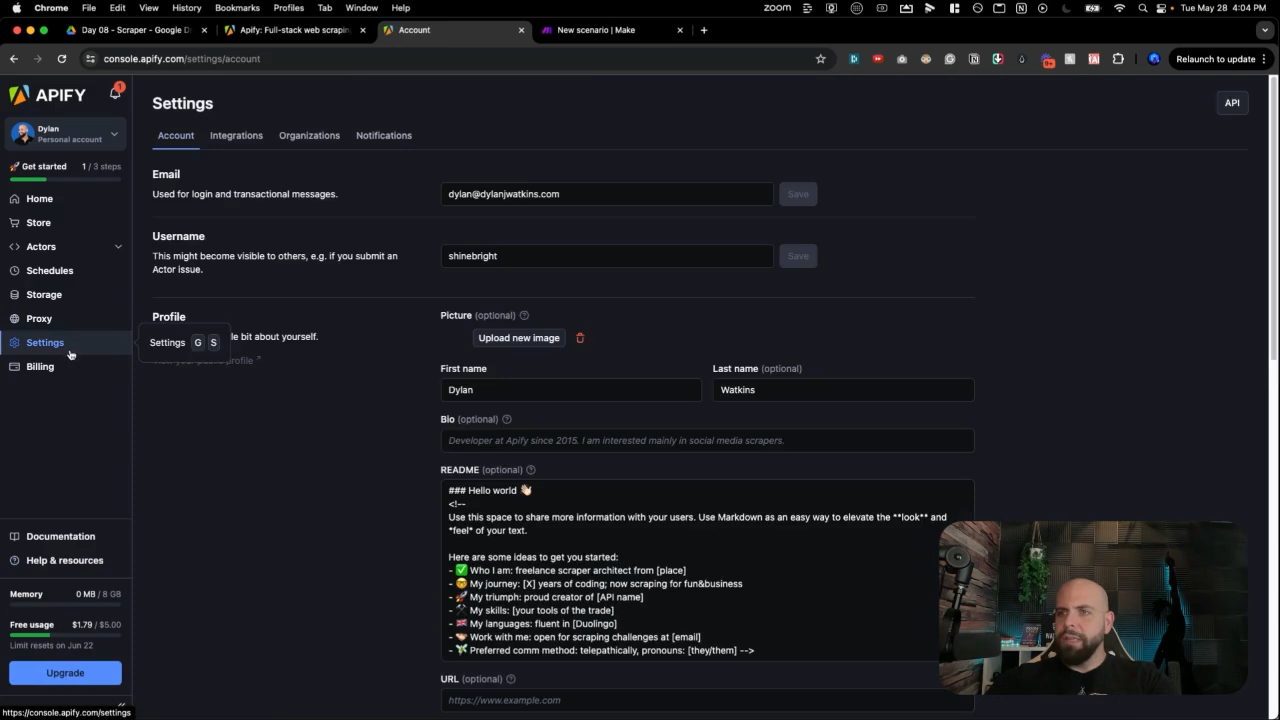 Chrome File Edit View History Bookmarks Profiles Tab Window Help
zoom
Tue May 28 4:04 PM
Day 08 - Scraper - Google D
Apify: Full-stack web scraping
Account
New scenario | Make
console.apify.com/settings/account
9+
Relaunch to update
APIFY
1
Dylan
Personal account
Get started 1 / 3 steps
Home
Store
Actors
Schedules
Storage
Proxy
Settings
Billing
Settings G S
Documentation
Help & resources
Memory 0 MB / 8 GB
Free usage $1.79 / $5.00
Limit resets on Jun 22
Upgrade
https://console.apify.com/settings
Settings
API
Account Integrations Organizations Notifications
Email
Used for login and transactional messages.
dylan@dylanjwatkins.com
Save
Username
This might become visible to others, e.g. if you submit an
Actor issue.
shinebright
Save
Profile
le bit about yourself.
profile
Picture (optional)
Upload new image
First name
Dylan
Last name (optional)
Watkins
Bio (optional)
Developer at Apify since 2015. I am interested mainly in social media scrapers.
README (optional)
### Hello world 👋🏻
<!--
Use this space to share more information with your users. Use Markdown as an easy way to elevate the **look** and
*feel* of your text.
Here are some ideas to get you started:
- ✅ Who I am: freelance scraper architect from [place]
- 🤓 My journey: [X] years of coding; now scraping for fun&business
- 🚀 My triumph: proud creator of [API name]
- ⚒️ My skills: [your tools of the trade]
- 🇬🇧 My languages: fluent in [Duolingo]
- 🤝 Work with me: open for scraping challenges at [email]
- 💸 Preferred comm method: telepathically, pronouns: [they/them] -->
URL (optional)
https://www.example.com